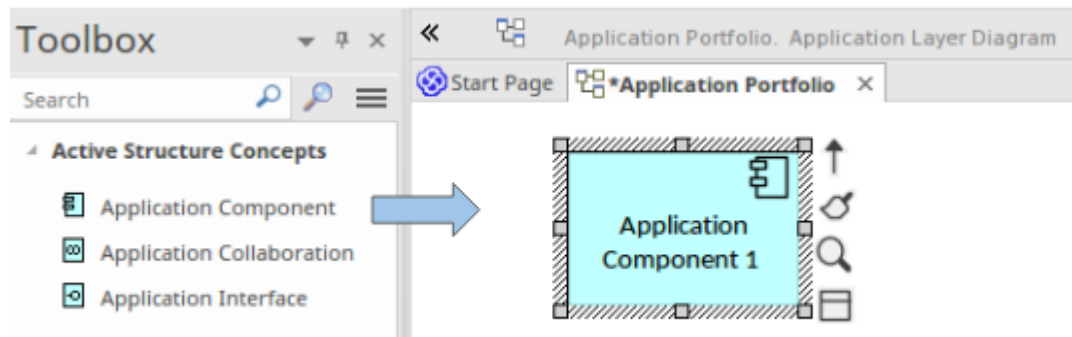 Toolbox
Search
Active Structure Concepts
Application Component
Application Collaboration
Application Interface
« Application Portfolio. Application Layer Diagram
Start Page *Application Portfolio ×
Application
Component 1